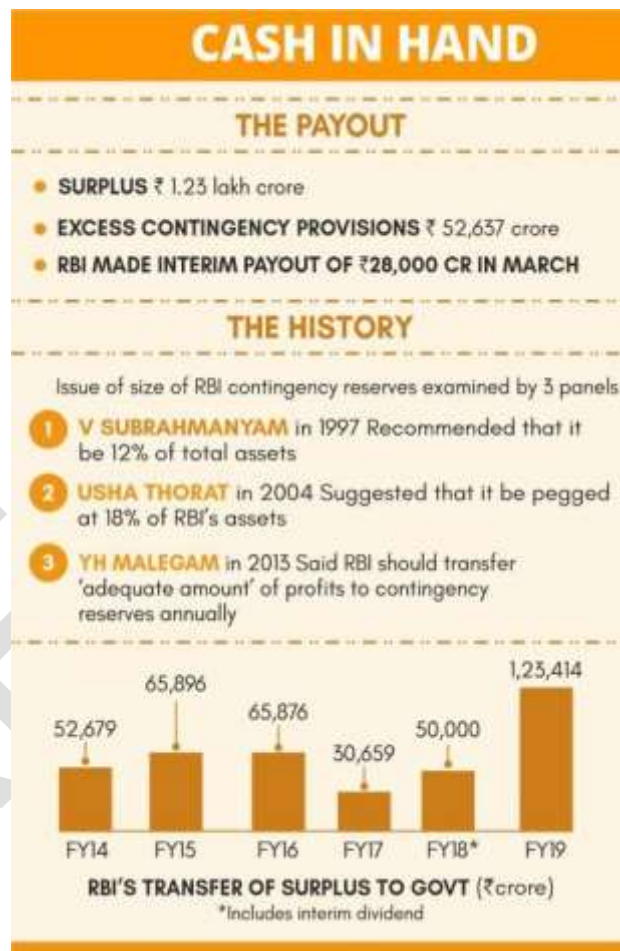 CASH IN HAND
THE PAYOUT
• SURPLUS ₹ 1.23 lakh crore
• EXCESS CONTINGENCY PROVISIONS ₹ 52,637 crore
• RBI MADE INTERIM PAYOUT OF ₹28,000 CR IN MARCH
THE HISTORY
Issue of size of RBI contingency reserves examined by 3 panels
1 V SUBRAHMANYAM in 1997 Recommended that it
be 12% of total assets
2 USHA THORAT in 2004 Suggested that it be pegged
at 18% of RBI's assets
3 YH MALEGAM in 2013 Said RBI should transfer
'adequate amount' of profits to contingency
reserves annually
52,679 65,896 65,876 30,659 50,000 1,23,414
FY14 FY15 FY16 FY17 FY18* FY19
RBI'S TRANSFER OF SURPLUS TO GOVT (₹crore)
*Includes interim dividend